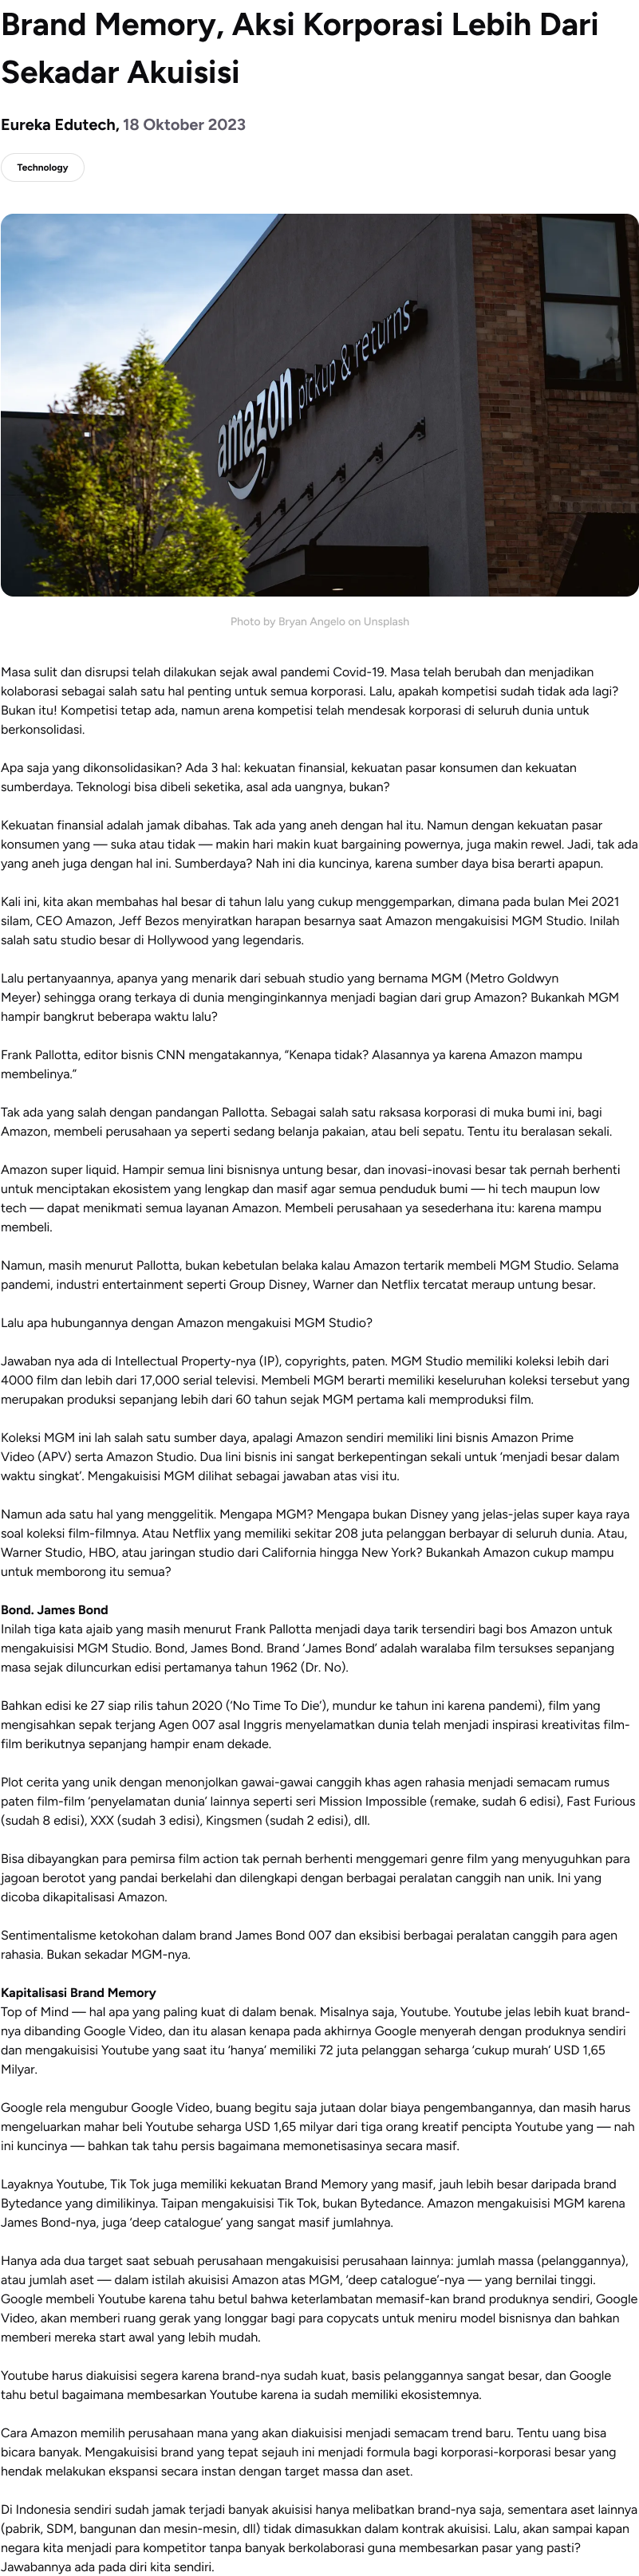 Brand Memory, Aksi Korporasi Lebih Dari
Sekadar Akuisisi
Eureka Edutech, 18 Oktober 2023
Technology
amazon pickup & returns
Photo by Bryan Angelo on Unsplash
Masa sulit dan disrupsi telah dilakukan sejak awal pandemi Covid-19. Masa telah berubah dan menjadikan
kolaborasi sebagai salah satu hal penting untuk semua korporasi. Lalu, apakah kompetisi sudah tidak ada lagi?
Bukan itu! Kompetisi tetap ada, namun arena kompetisi telah mendesak korporasi di seluruh dunia untuk
berkonsolidasi.
Apa saja yang dikonsolidasikan? Ada 3 hal: kekuatan finansial, kekuatan pasar konsumen dan kekuatan
sumberdaya. Teknologi bisa dibeli seketika, asal ada uangnya, bukan?
Kekuatan finansial adalah jamak dibahas. Tak ada yang aneh dengan hal itu. Namun dengan kekuatan pasar
konsumen yang — suka atau tidak — makin hari makin kuat bargaining powernya, juga makin rewel. Jadi, tak ada
yang aneh juga dengan hal ini. Sumberdaya? Nah ini dia kuncinya, karena sumber daya bisa berarti apapun.
Kali ini, kita akan membahas hal besar di tahun lalu yang cukup menggemparkan, dimana pada bulan Mei 2021
silam, CEO Amazon, Jeff Bezos menyiratkan harapan besarnya saat Amazon mengakuisisi MGM Studio. Inilah
salah satu studio besar di Hollywood yang legendaris.
Lalu pertanyaannya, apanya yang menarik dari sebuah studio yang bernama MGM (Metro Goldwyn
Meyer) sehingga orang terkaya di dunia menginginkannya menjadi bagian dari grup Amazon? Bukankah MGM
hampir bangkrut beberapa waktu lalu?
Frank Pallotta, editor bisnis CNN mengatakannya, “Kenapa tidak? Alasannya ya karena Amazon mampu
membelinya.”
Tak ada yang salah dengan pandangan Pallotta. Sebagai salah satu raksasa korporasi di muka bumi ini, bagi
Amazon, membeli perusahaan ya seperti sedang belanja pakaian, atau beli sepatu. Tentu itu beralasan sekali.
Amazon super liquid. Hampir semua lini bisnisnya untung besar, dan inovasi-inovasi besar tak pernah berhenti
untuk menciptakan ekosistem yang lengkap dan masif agar semua penduduk bumi — hi tech maupun low
tech — dapat menikmati semua layanan Amazon. Membeli perusahaan ya sesederhana itu: karena mampu
membeli.
Namun, masih menurut Pallotta, bukan kebetulan belaka kalau Amazon tertarik membeli MGM Studio. Selama
pandemi, industri entertainment seperti Group Disney, Warner dan Netflix tercatat meraup untung besar.
Lalu apa hubungannya dengan Amazon mengakuisi MGM Studio?
Jawaban nya ada di Intellectual Property-nya (IP), copyrights, paten. MGM Studio memiliki koleksi lebih dari
4000 film dan lebih dari 17,000 serial televisi. Membeli MGM berarti memiliki keseluruhan koleksi tersebut yang
merupakan produksi sepanjang lebih dari 60 tahun sejak MGM pertama kali memproduksi film.
Koleksi MGM ini lah salah satu sumber daya, apalagi Amazon sendiri memiliki lini bisnis Amazon Prime
Video (APV) serta Amazon Studio. Dua lini bisnis ini sangat berkepentingan sekali untuk ‘menjadi besar dalam
waktu singkat’. Mengakuisisi MGM dilihat sebagai jawaban atas visi itu.
Namun ada satu hal yang menggelitik. Mengapa MGM? Mengapa bukan Disney yang jelas-jelas super kaya raya
soal koleksi film-filmnya. Atau Netflix yang memiliki sekitar 208 juta pelanggan berbayar di seluruh dunia. Atau,
Warner Studio, HBO, atau jaringan studio dari California hingga New York? Bukankah Amazon cukup mampu
untuk memborong itu semua?
Bond. James Bond
Inilah tiga kata ajaib yang masih menurut Frank Pallotta menjadi daya tarik tersendiri bagi bos Amazon untuk
mengakuisisi MGM Studio. Bond, James Bond. Brand ‘James Bond’ adalah waralaba film tersukses sepanjang
masa sejak diluncurkan edisi pertamanya tahun 1962 (Dr. No).
Bahkan edisi ke 27 siap rilis tahun 2020 (‘No Time To Die’), mundur ke tahun ini karena pandemi), film yang
mengisahkan sepak terjang Agen 007 asal Inggris menyelamatkan dunia telah menjadi inspirasi kreativitas film-
film berikutnya sepanjang hampir enam dekade.
Plot cerita yang unik dengan menonjolkan gawai-gawai canggih khas agen rahasia menjadi semacam rumus
paten film-film ‘penyelamatan dunia’ lainnya seperti seri Mission Impossible (remake, sudah 6 edisi), Fast Furious
(sudah 8 edisi), XXX (sudah 3 edisi), Kingsmen (sudah 2 edisi), dll.
Bisa dibayangkan para pemirsa film action tak pernah berhenti menggemari genre film yang menyuguhkan para
jagoan berotot yang pandai berkelahi dan dilengkapi dengan berbagai peralatan canggih nan unik. Ini yang
dicoba dikapitalisasi Amazon.
Sentimentalisme ketokohan dalam brand James Bond 007 dan eksibisi berbagai peralatan canggih para agen
rahasia. Bukan sekadar MGM-nya.
Kapitalisasi Brand Memory
Top of Mind — hal apa yang paling kuat di dalam benak. Misalnya saja, Youtube. Youtube jelas lebih kuat brand-
nya dibanding Google Video, dan itu alasan kenapa pada akhirnya Google menyerah dengan produknya sendiri
dan mengakuisisi Youtube yang saat itu ‘hanya’ memiliki 72 juta pelanggan seharga ‘cukup murah’ USD 1,65
Milyar.
Google rela mengubur Google Video, buang begitu saja jutaan dolar biaya pengembangannya, dan masih harus
mengeluarkan mahar beli Youtube seharga USD 1,65 milyar dari tiga orang kreatif pencipta Youtube yang — nah
ini kuncinya — bahkan tak tahu persis bagaimana memonetisasinya secara masif.
Layaknya Youtube, Tik Tok juga memiliki kekuatan Brand Memory yang masif, jauh lebih besar daripada brand
Bytedance yang dimilikinya. Taipan mengakuisisi Tik Tok, bukan Bytedance. Amazon mengakuisisi MGM karena
James Bond-nya, juga ‘deep catalogue’ yang sangat masif jumlahnya.
Hanya ada dua target saat sebuah perusahaan mengakuisisi perusahaan lainnya: jumlah massa (pelanggannya),
atau jumlah aset — dalam istilah akuisisi Amazon atas MGM, ‘deep catalogue’-nya — yang bernilai tinggi.
Google membeli Youtube karena tahu betul bahwa keterlambatan memasif-kan brand produknya sendiri, Google
Video, akan memberi ruang gerak yang longgar bagi para copycats untuk meniru model bisnisnya dan bahkan
memberi mereka start awal yang lebih mudah.
Youtube harus diakuisisi segera karena brand-nya sudah kuat, basis pelanggannya sangat besar, dan Google
tahu betul bagaimana membesarkan Youtube karena ia sudah memiliki ekosistemnya.
Cara Amazon memilih perusahaan mana yang akan diakuisisi menjadi semacam trend baru. Tentu uang bisa
bicara banyak. Mengakuisisi brand yang tepat sejauh ini menjadi formula bagi korporasi-korporasi besar yang
hendak melakukan ekspansi secara instan dengan target massa dan aset.
Di Indonesia sendiri sudah jamak terjadi banyak akuisisi hanya melibatkan brand-nya saja, sementara aset lainnya
(pabrik, SDM, bangunan dan mesin-mesin, dll) tidak dimasukkan dalam kontrak akuisisi. Lalu, akan sampai kapan
negara kita menjadi para kompetitor tanpa banyak berkolaborasi guna membesarkan pasar yang pasti?
Jawabannya ada pada diri kita sendiri.